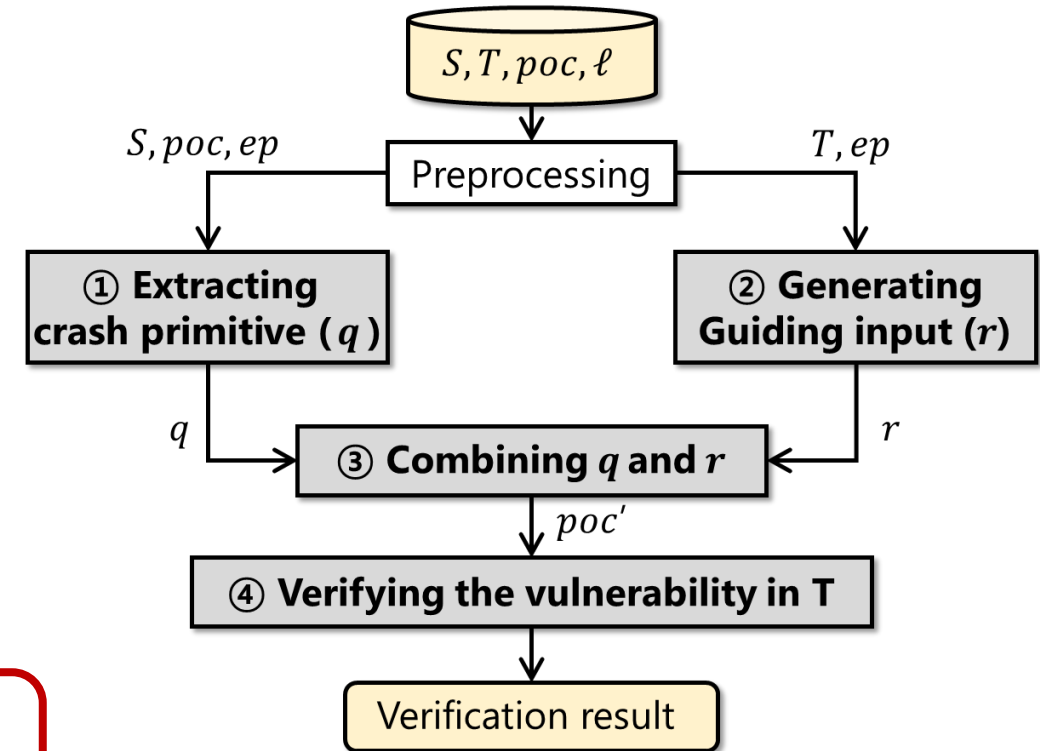 S, T, poc, ℓ
S, poc, ep
T, ep
Preprocessing
① Extracting
crash primitive (q)
② Generating
Guiding input (r)
q
r
③ Combining q and r
poc′
④ Verifying the vulnerability in T
Verification result